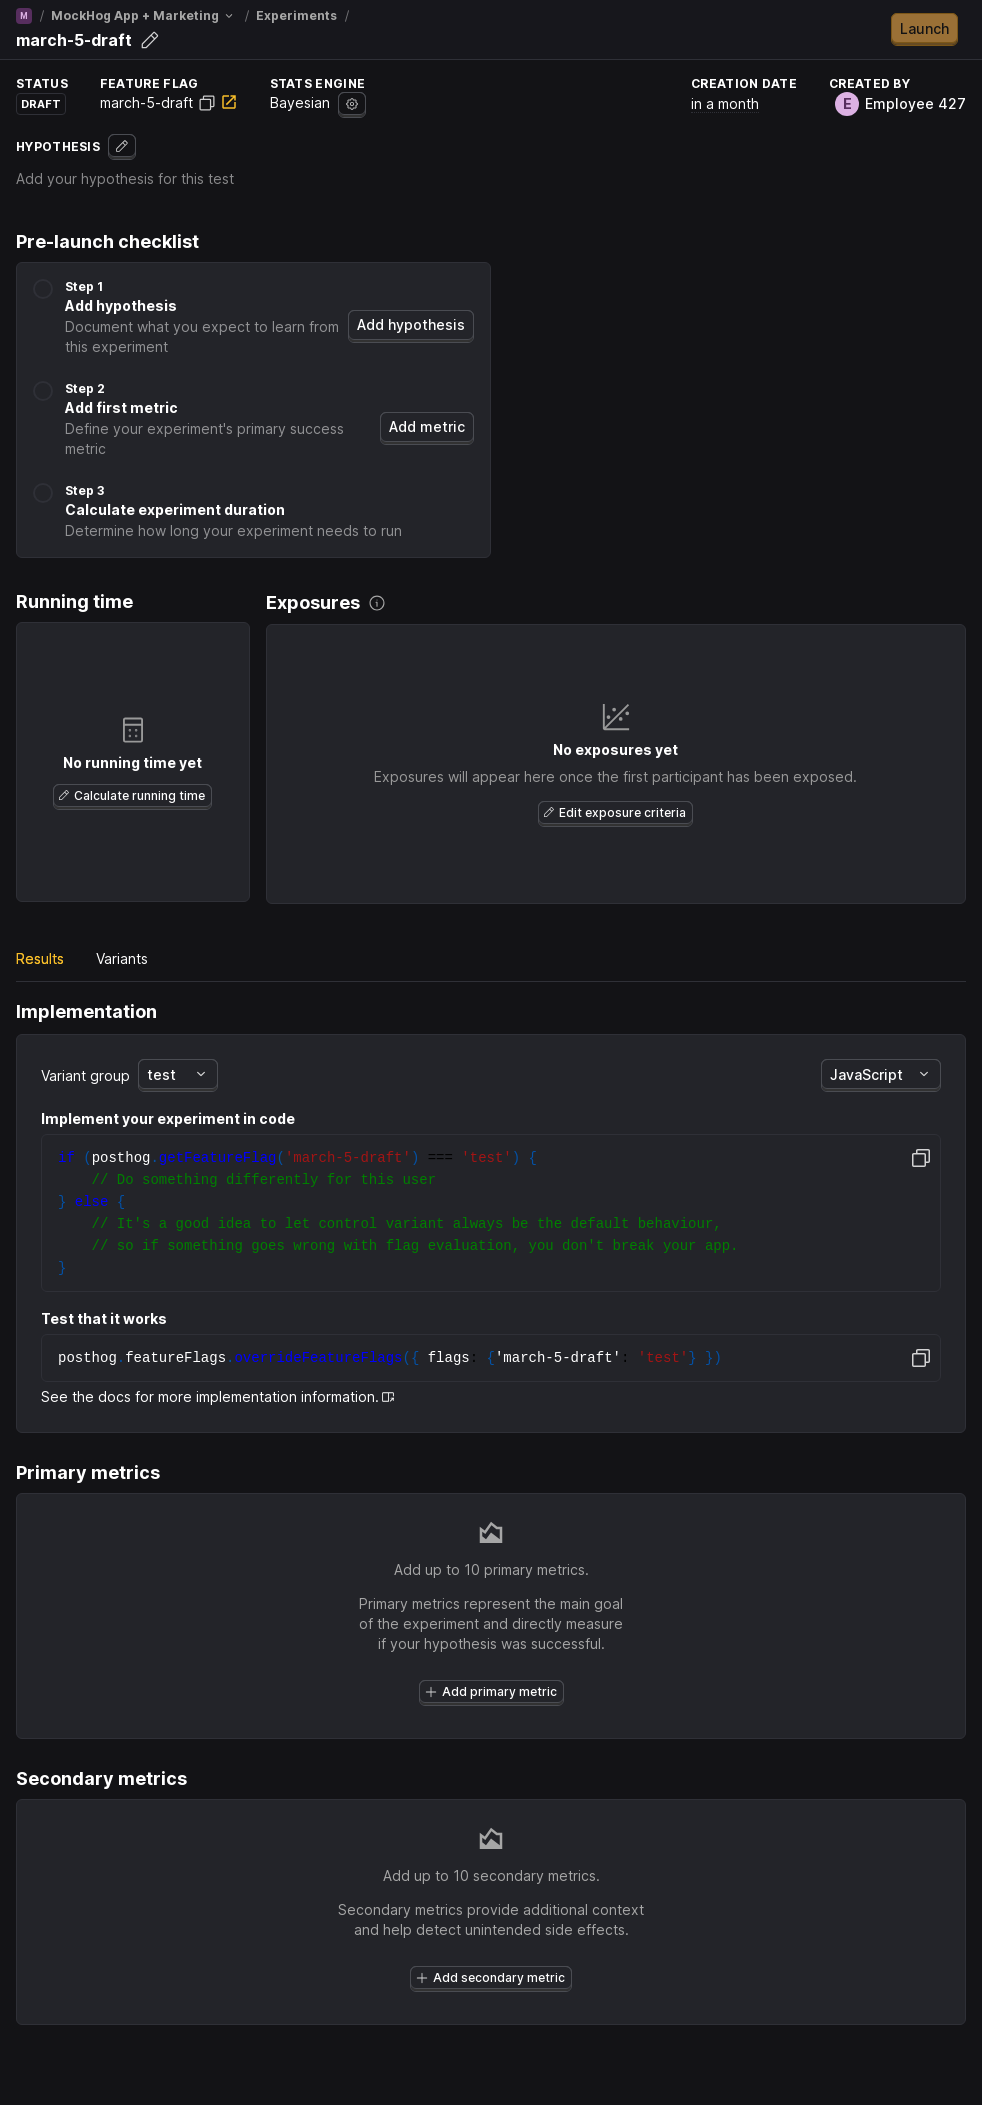 M / MockHog App + Marketing / Experiments /
march-5-draft
Launch
STATUS
DRAFT
FEATURE FLAG
march-5-draft
STATS ENGINE
Bayesian
CREATION DATE
in a month
CREATED BY
E Employee 427
HYPOTHESIS
Add your hypothesis for this test
Pre-launch checklist
Step 1
Add hypothesis
Document what you expect to learn from
this experiment
Add hypothesis
Step 2
Add first metric
Define your experiment's primary success
metric
Add metric
Step 3
Calculate experiment duration
Determine how long your experiment needs to run
Running time
No running time yet
Calculate running time
Exposures
No exposures yet
Exposures will appear here once the first participant has been exposed.
Edit exposure criteria
Results
Variants
Implementation
Variant group
test
JavaScript
Implement your experiment in code
if (posthog.getFeatureFlag('march-5-draft') === 'test') {
// Do something differently for this user
} else {
// It's a good idea to let control variant always be the default behaviour,
// so if something goes wrong with flag evaluation, you don't break your app.
}
Test that it works
posthog.featureFlags.overrideFeatureFlags({ flags: {'march-5-draft': 'test'} })
See the docs for more implementation information.
Primary metrics
Add up to 10 primary metrics.
Primary metrics represent the main goal
of the experiment and directly measure
if your hypothesis was successful.
Add primary metric
Secondary metrics
Add up to 10 secondary metrics.
Secondary metrics provide additional context
and help detect unintended side effects.
Add secondary metric